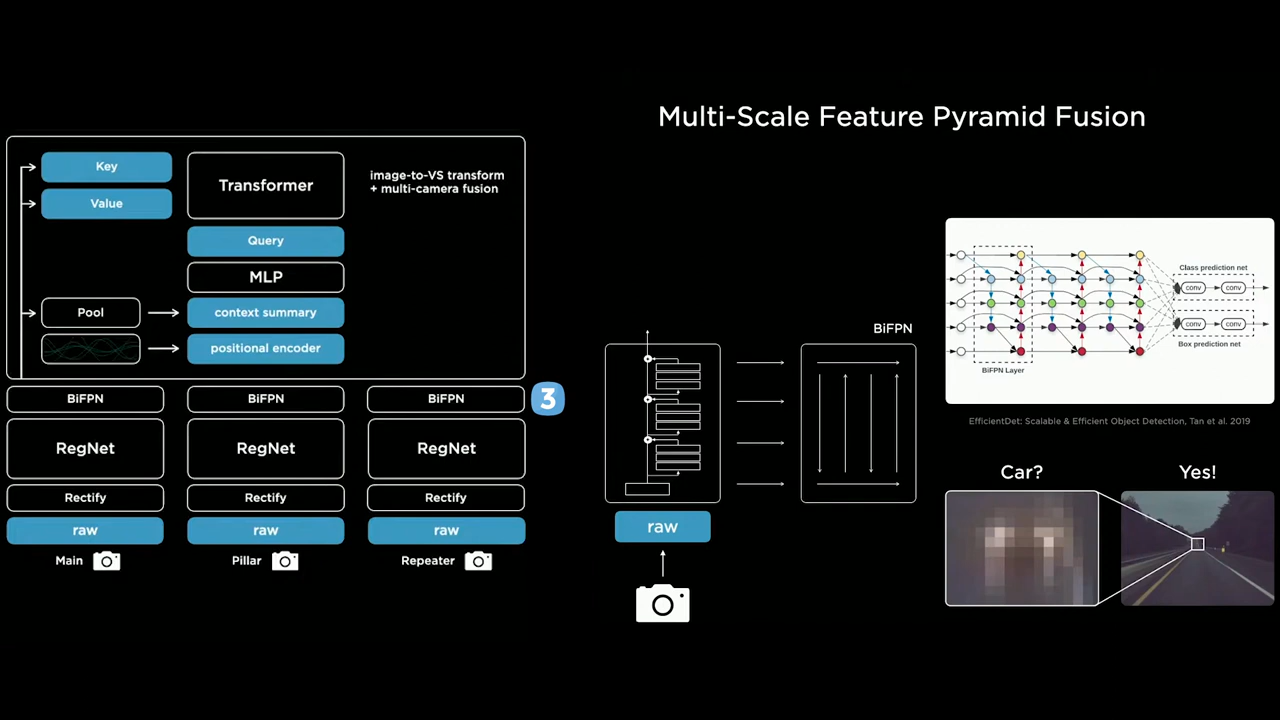 Multi-Scale Feature Pyramid Fusion
Key
Value
Transformer
image-to-VS transform
+ multi-camera fusion
Query
MLP
Pool
context summary
positional encoder
BiFPN
BiFPN
BiFPN
3
RegNet
RegNet
RegNet
Rectify
Rectify
Rectify
raw
raw
raw
Main
Pillar
Repeater
raw
BiFPN
Class prediction net
conv
conv
conv
conv
Box prediction net
BiFPN Layer
EfficientDet: Scalable & Efficient Object Detection, Tan et al. 2019
Car?
Yes!